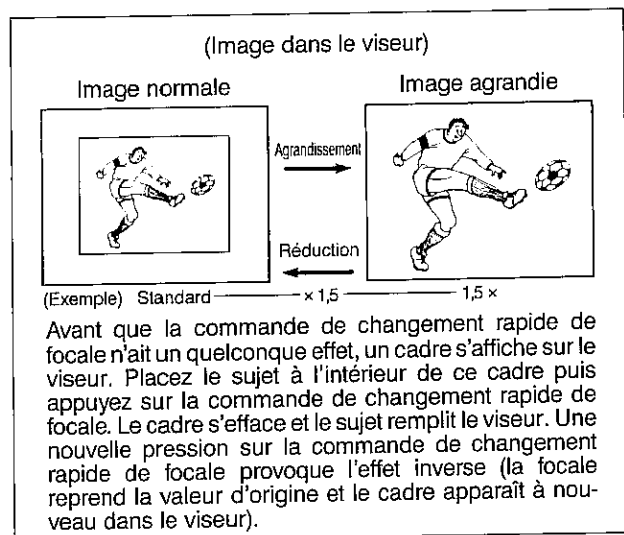 (Image dans le viseur)
Image normale
Image agrandie
Agrandissement
Réduction
(Exemple) Standard × 1,5 1,5 ×
Avant que la commande de changement rapide de
focale n'ait un quelconque effet, un cadre s'affiche sur le
viseur. Placez le sujet à l'intérieur de ce cadre puis
appuyez sur la commande de changement rapide de
focale. Le cadre s'efface et le sujet remplit le viseur. Une
nouvelle pression sur la commande de changement
rapide de focale provoque l'effet inverse (la focale
reprend la valeur d'origine et le cadre apparaît à nou-
veau dans le viseur).